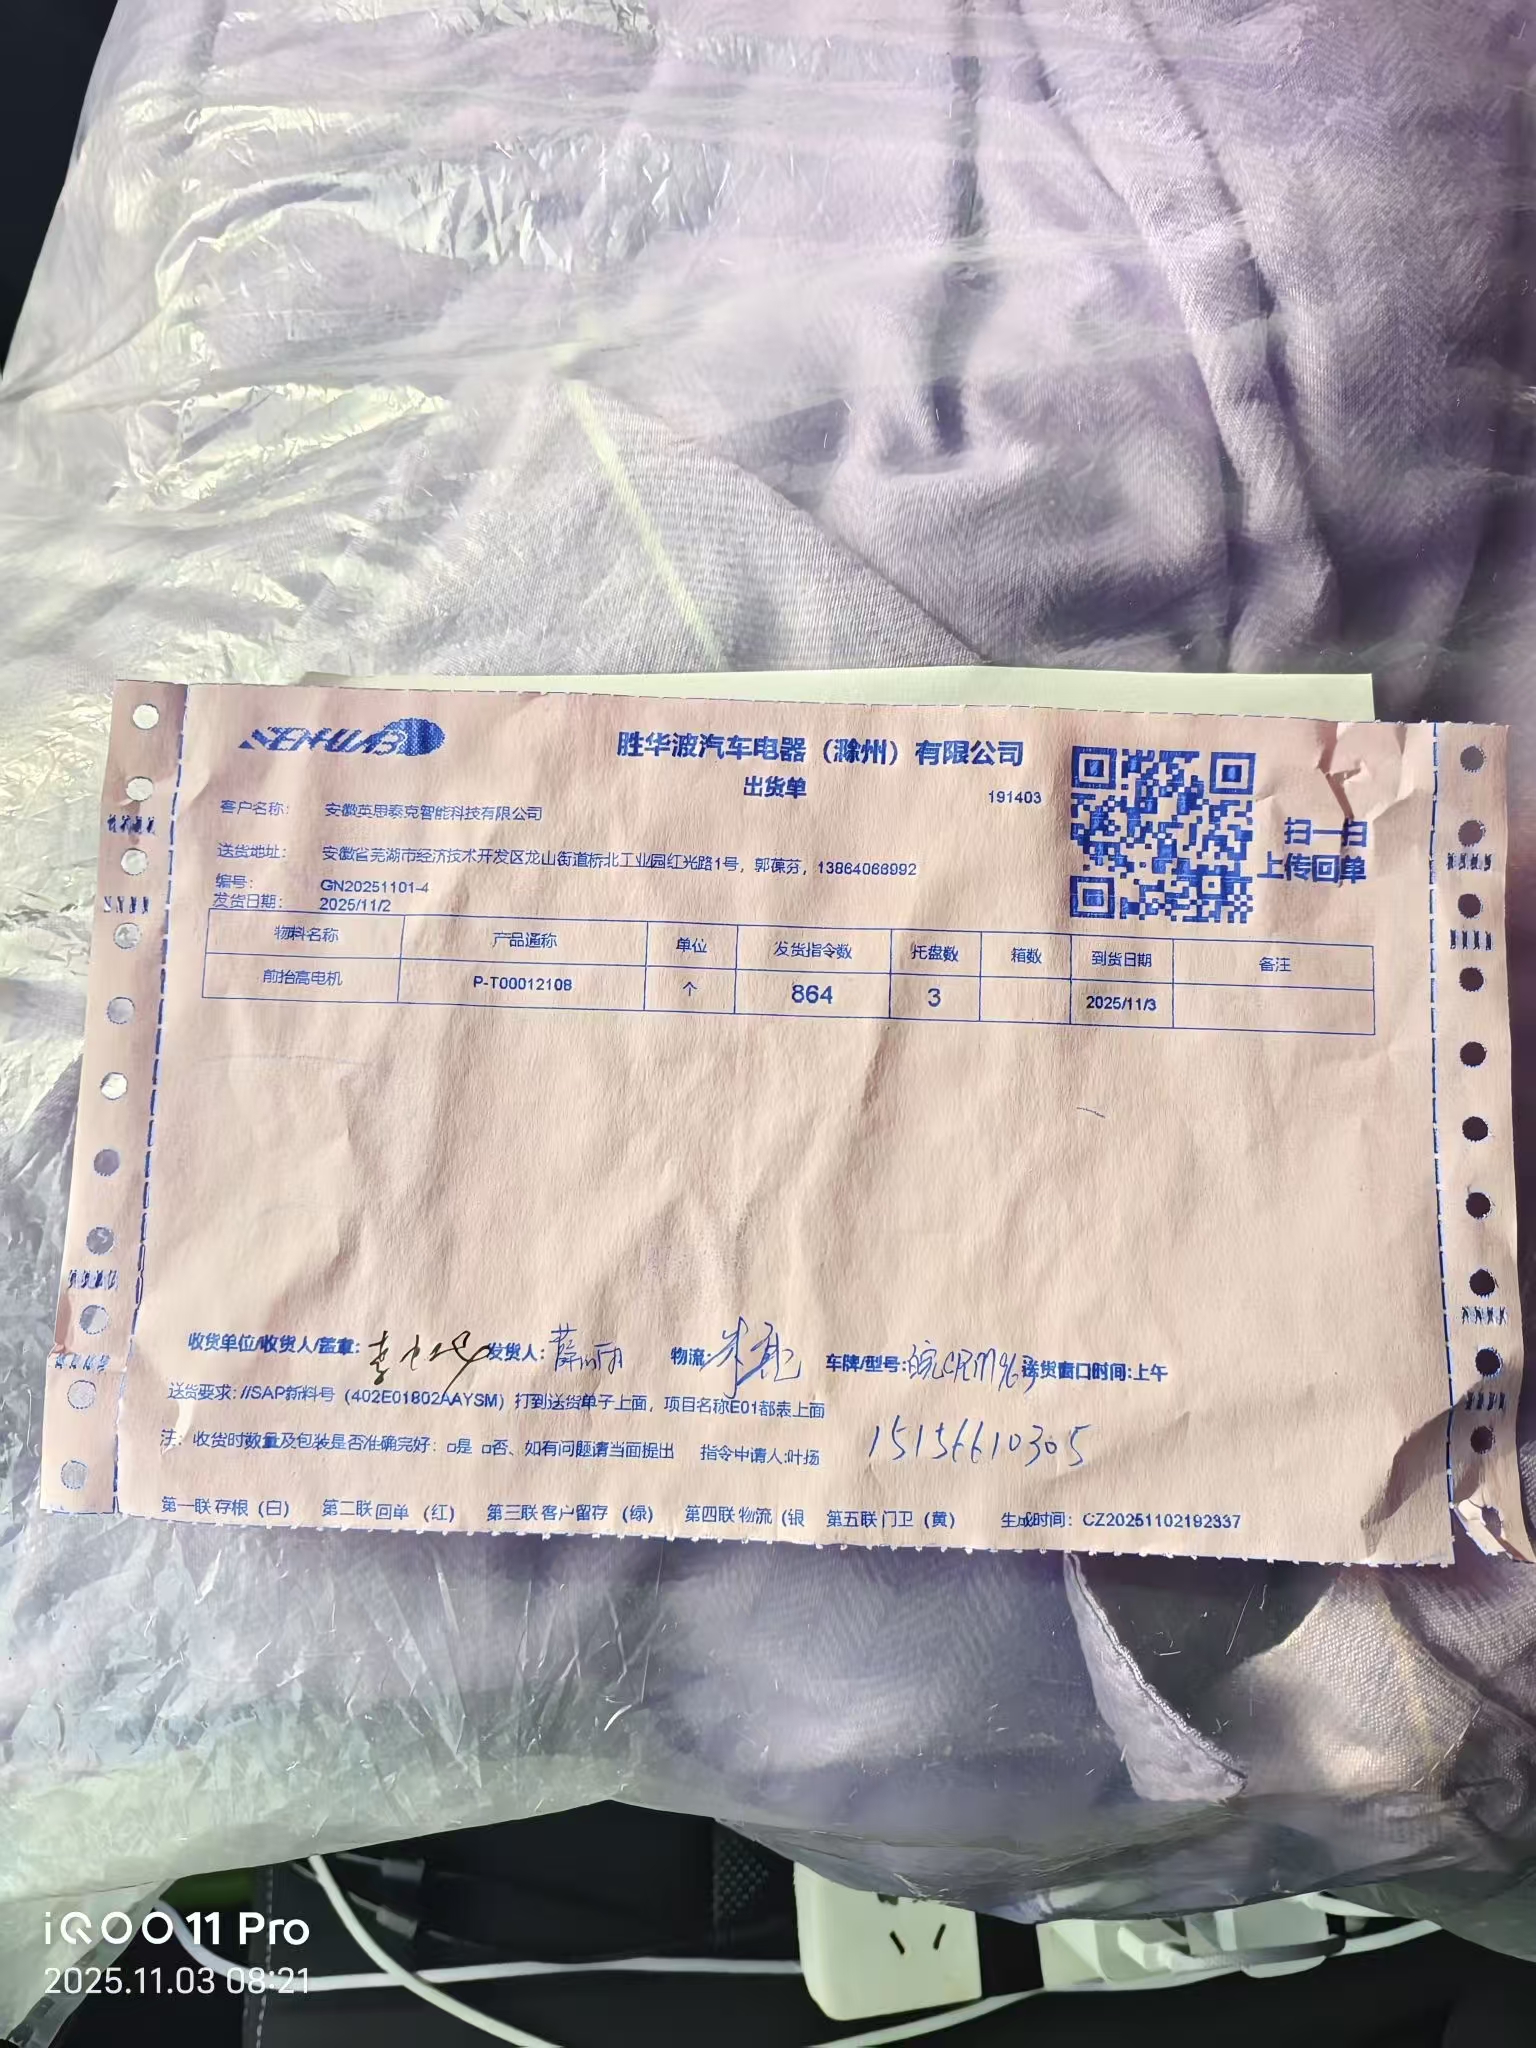 SENHWAB
胜华波汽车电器（滁州）有限公司
出货单
191403
扫一扫
上传回单
客户名称： 安徽英思泰克智能科技有限公司
送货地址： 安徽省芜湖市经济技术开发区龙山街道桥北工业园红光路1号，郭葆芬，13864068992
编号： GN20251101-4
发货日期： 2025/11/2
物料名称 产品通称 单位 发货指令数 托盘数 箱数 到货日期 备注
前抬高电机 P-T00012108 个 864 3 2025/11/3
收货单位/收货人/盖章： 发货人： 物流： 朱 车牌/型号： 皖 送货窗口时间:上午
送货要求: //SAP新料号（402E01802AAYSM）打到送货单子上面，项目名称E01都表上面
15156610305
注：收货时数量及包装是否准确完好：□是 □否、如有问题请当面提出 指令申请人:叶扬
第一联 存根（白） 第二联 回单（红） 第三联 客户留存（绿） 第四联 物流（银 第五联 门卫（黄） 生成时间：CZ20251102192337
iQOO 11 Pro
2025.11.03 08:21